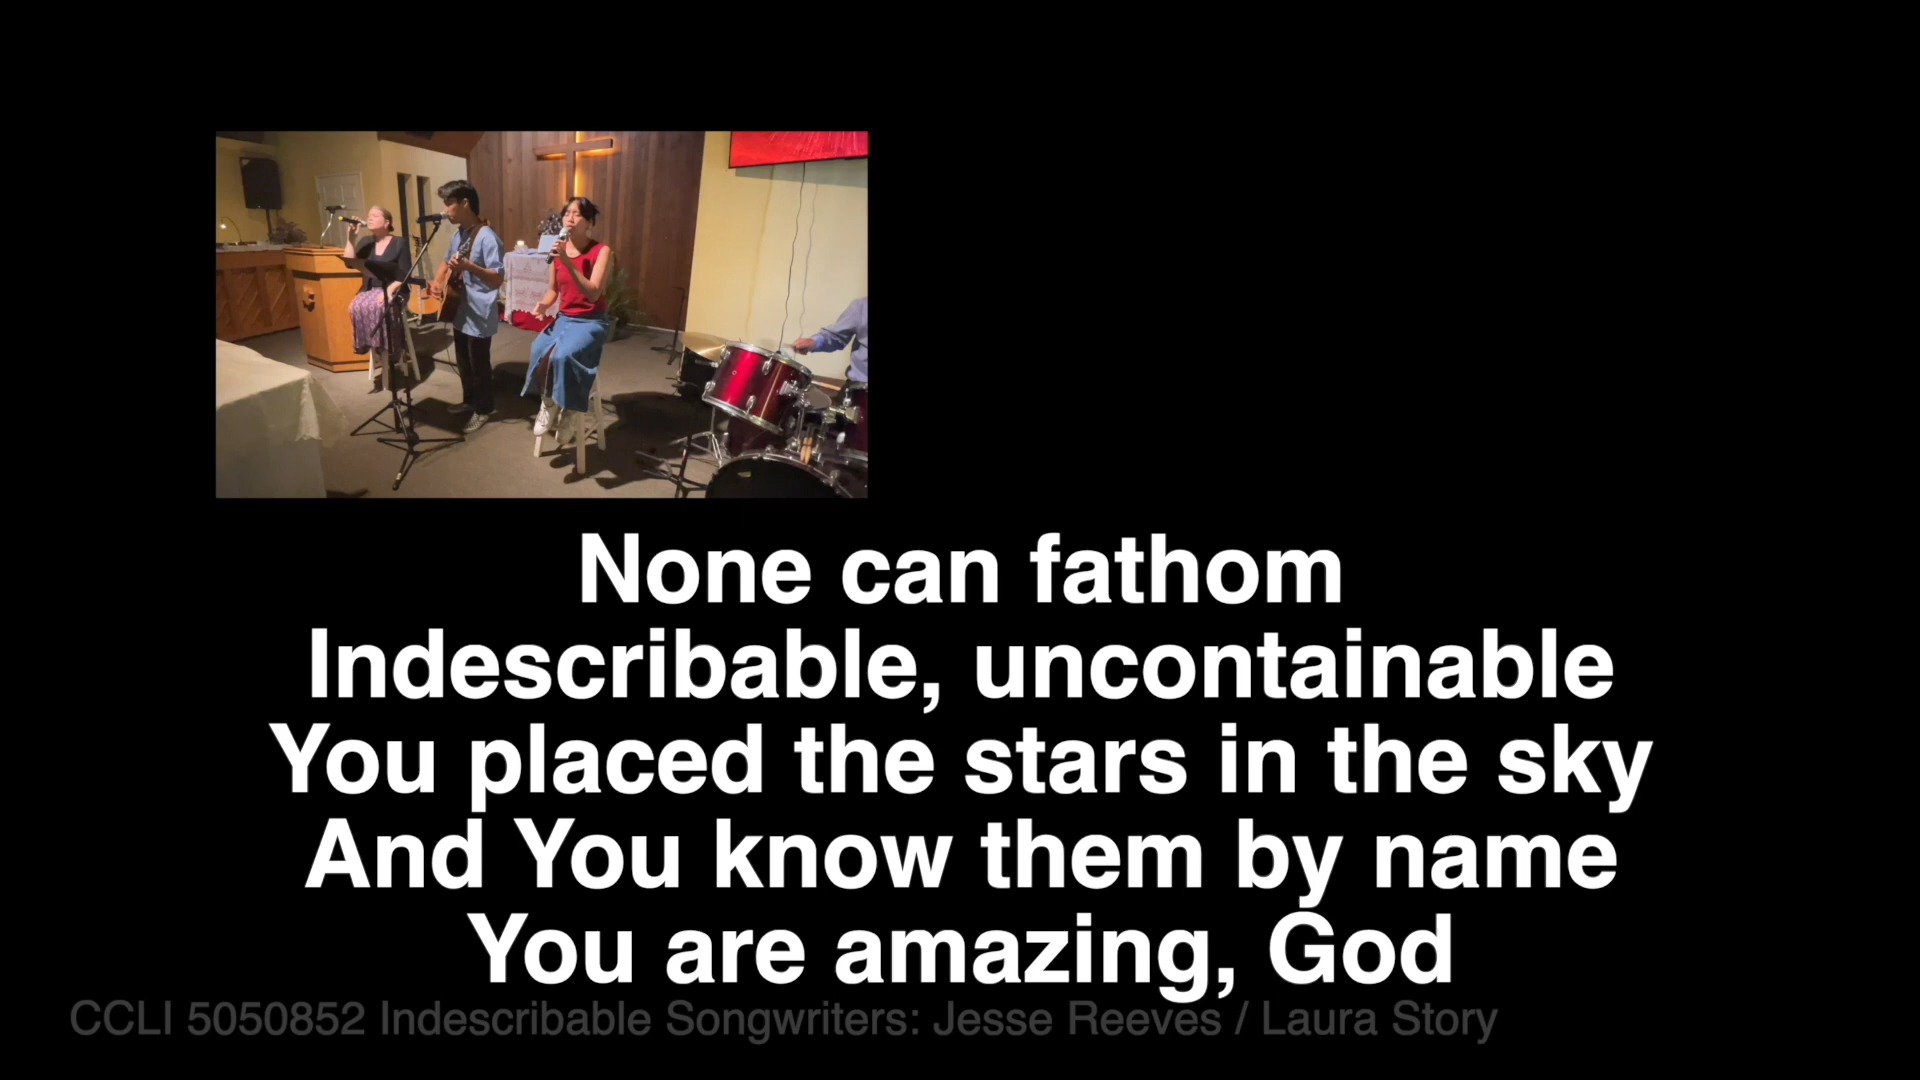 None can fathom
Indescribable, uncontainable
You placed the stars in the sky
And You know them by name
You are amazing, God
CCLI 5050852 Indescribable Songwriters: Jesse Reeves / Laura Story